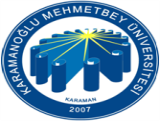 KARAMANOĞLU MEHMETBEY ÜNİVERSİTESİ
KARAMAN
2007